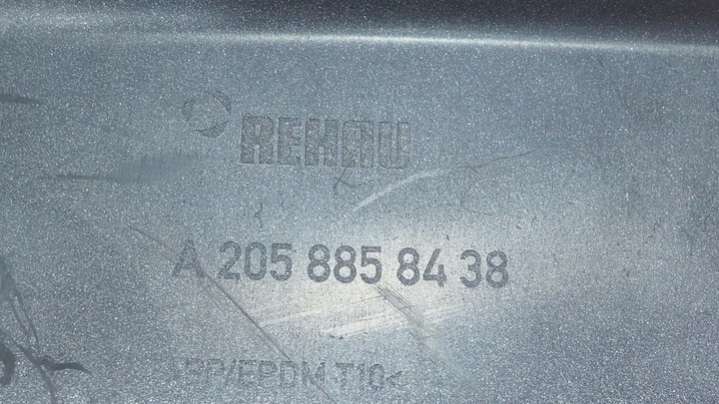 REHAU
A 205 885 84 38
PP/EPDM-T10<